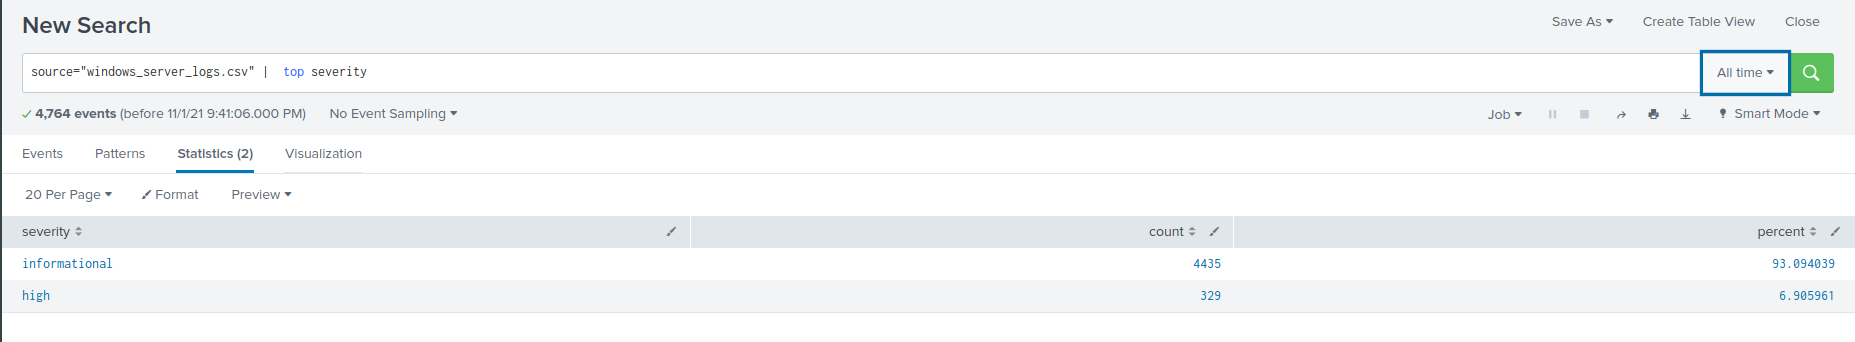 New Search
Save As Create Table View Close
source="windows_server_logs.csv" | top severity
All time
4,764 events (before 11/1/21 9:41:06.000 PM) No Event Sampling
Job Smart Mode
Events Patterns Statistics (2) Visualization
20 Per Page Format Preview
severity count percent
informational 4435 93.094039
high 329 6.905961